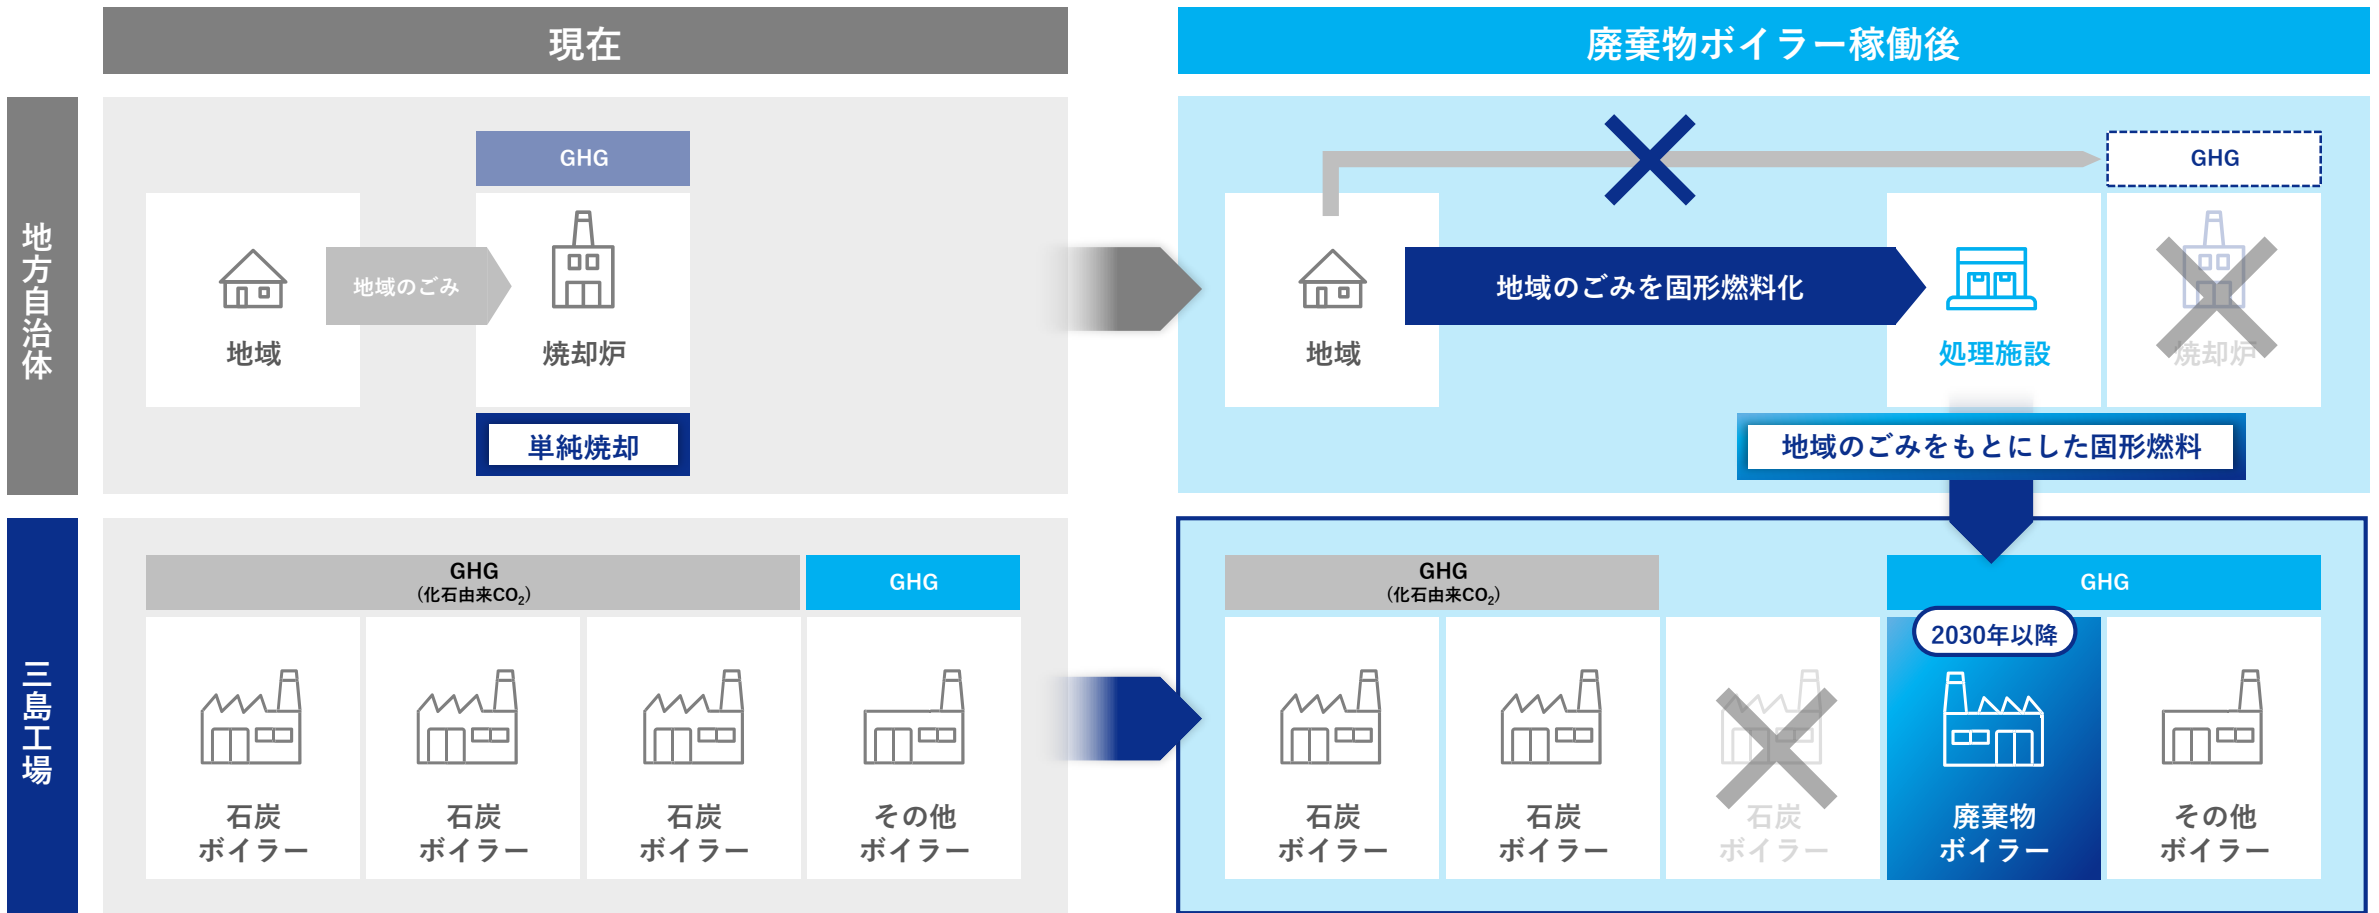 現在
廃棄物ボイラー稼働後
地方自治体
GHG
地域のごみ
地域
焼却炉
単純焼却
GHG
地域のごみを固形燃料化
地域
処理施設
焼却炉
地域のごみをもとにした固形燃料
三島工場
GHG
(化石由来CO₂)
GHG
石炭
ボイラー
石炭
ボイラー
石炭
ボイラー
その他
ボイラー
GHG
(化石由来CO₂)
GHG
2030年以降
石炭
ボイラー
石炭
ボイラー
石炭
ボイラー
廃棄物
ボイラー
その他
ボイラー